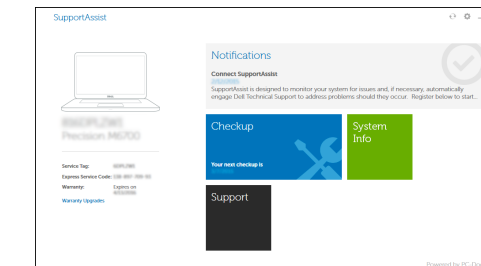 SupportAssist
Notifications
Connect SupportAssist
SupportAssist is designed to monitor your system for issues and, if necessary, automatically
engage Dell Technical Support to address problems should they occur. Register below to start...
Precision M6700
Checkup
System
Info
Your next checkup is
Service Tag:
Express Service Code:
Warranty: Expires on
Warranty Upgrades
Support
Powered by PC-Doc